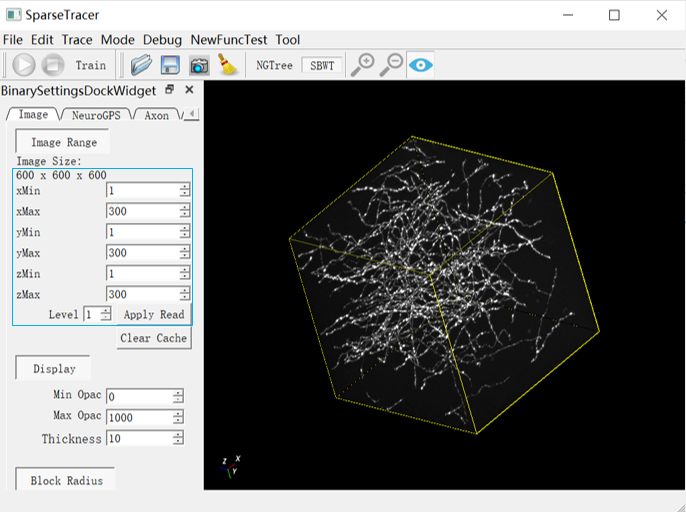 SparseTracer
File Edit Trace Mode Debug NewFuncTest Tool
Train NGTree SBWT
BinarySettingsDockWidget
Image NeuroGPS Axon
Image Range
Image Size:
600 x 600 x 600
xMin 1
xMax 300
yMin 1
yMax 300
zMin 1
zMax 300
Level 1 Apply Read
Clear Cache
Display
Min Opac 0
Max Opac 1000
Thickness 10
Block Radius
Z X
Y